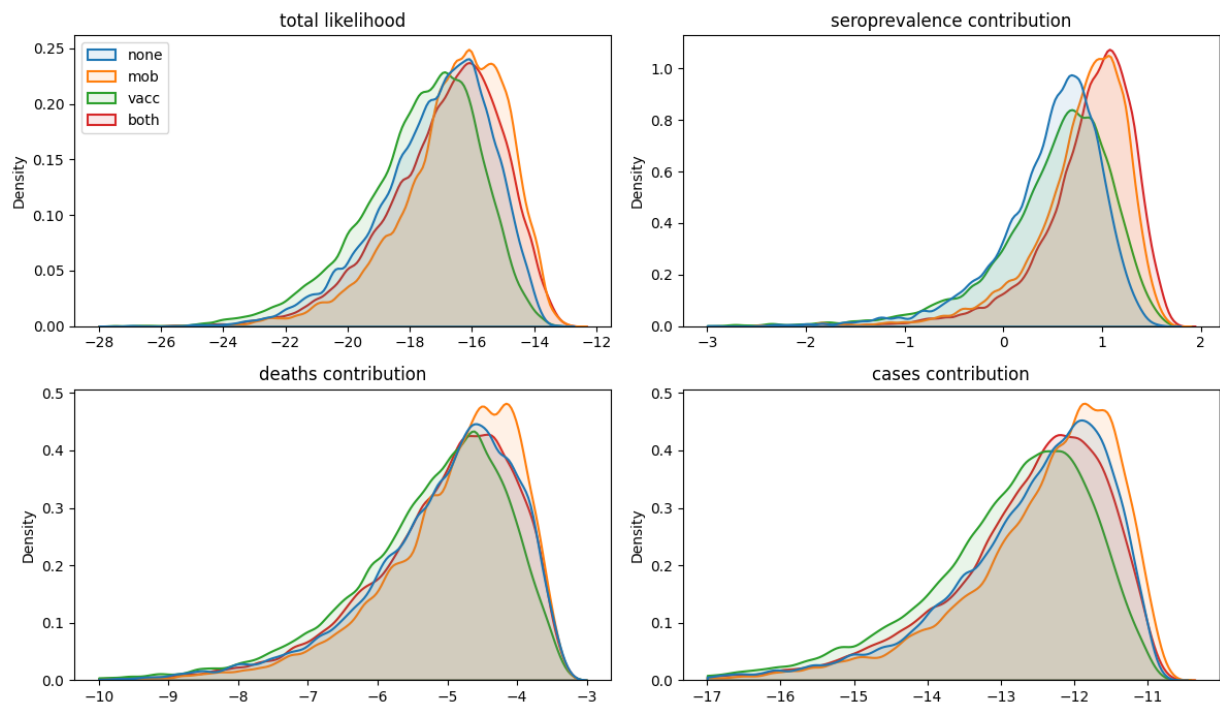 total likelihood
Density
0.25
0.20
0.15
0.10
0.05
0.00
none
mob
vacc
both
−28 −26 −24 −22 −20 −18 −16 −14 −12
seroprevalence contribution
Density
1.0
0.8
0.6
0.4
0.2
0.0
−3 −2 −1 0 1 2
deaths contribution
Density
0.5
0.4
0.3
0.2
0.1
0.0
−10 −9 −8 −7 −6 −5 −4 −3
cases contribution
Density
0.5
0.4
0.3
0.2
0.1
0.0
−17 −16 −15 −14 −13 −12 −11